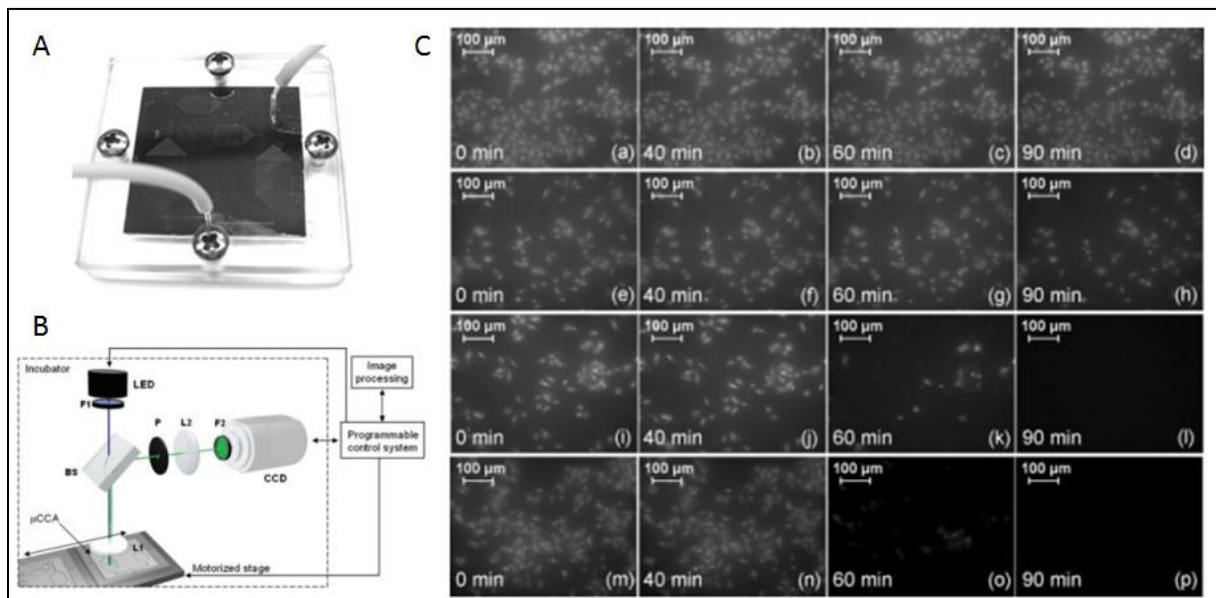 A
B
Incubator
LED
F1
P
L2
F2
BS
CCD
µCCA
L1
Motorized stage
Image
processing
Programmable
control system
C
100 µm 100 µm 100 µm 100 µm
0 min (a) 40 min (b) 60 min (c) 90 min (d)
100 µm 100 µm 100 µm 100 µm
0 min (e) 40 min (f) 60 min (g) 90 min (h)
100 µm 100 µm 100 µm 100 µm
0 min (i) 40 min (j) 60 min (k) 90 min (l)
100 µm 100 µm 100 µm 100 µm
0 min (m) 40 min (n) 60 min (o) 90 min (p)